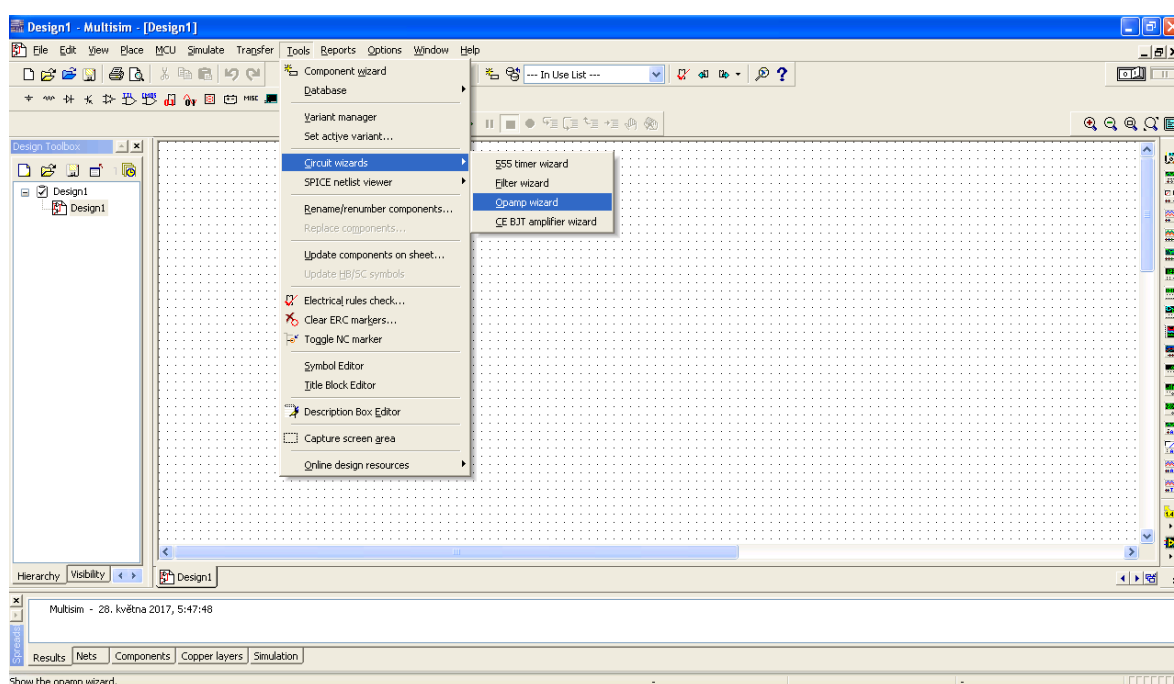 Design1 - Multisim - [Design1]
File Edit View Place MCU Simulate Transfer Tools Reports Options Window Help
--- In Use List ---
MISC
Component wizard
Database
Variant manager
Set active variant...
Circuit wizards
SPICE netlist viewer
Rename/renumber components...
Replace components...
Update components on sheet...
Update HB/SC symbols
Electrical rules check...
Clear ERC markers...
Toggle NC marker
Symbol Editor
Title Block Editor
Description Box Editor
Capture screen area
Online design resources
555 timer wizard
Filter wizard
Opamp wizard
CE BJT amplifier wizard
Design Toolbox
Design1
Design1
Hierarchy Visibility
Design1
Multisim - 28. května 2017, 5:47:48
Results Nets Components Copper layers Simulation
Show the opamp wizard.